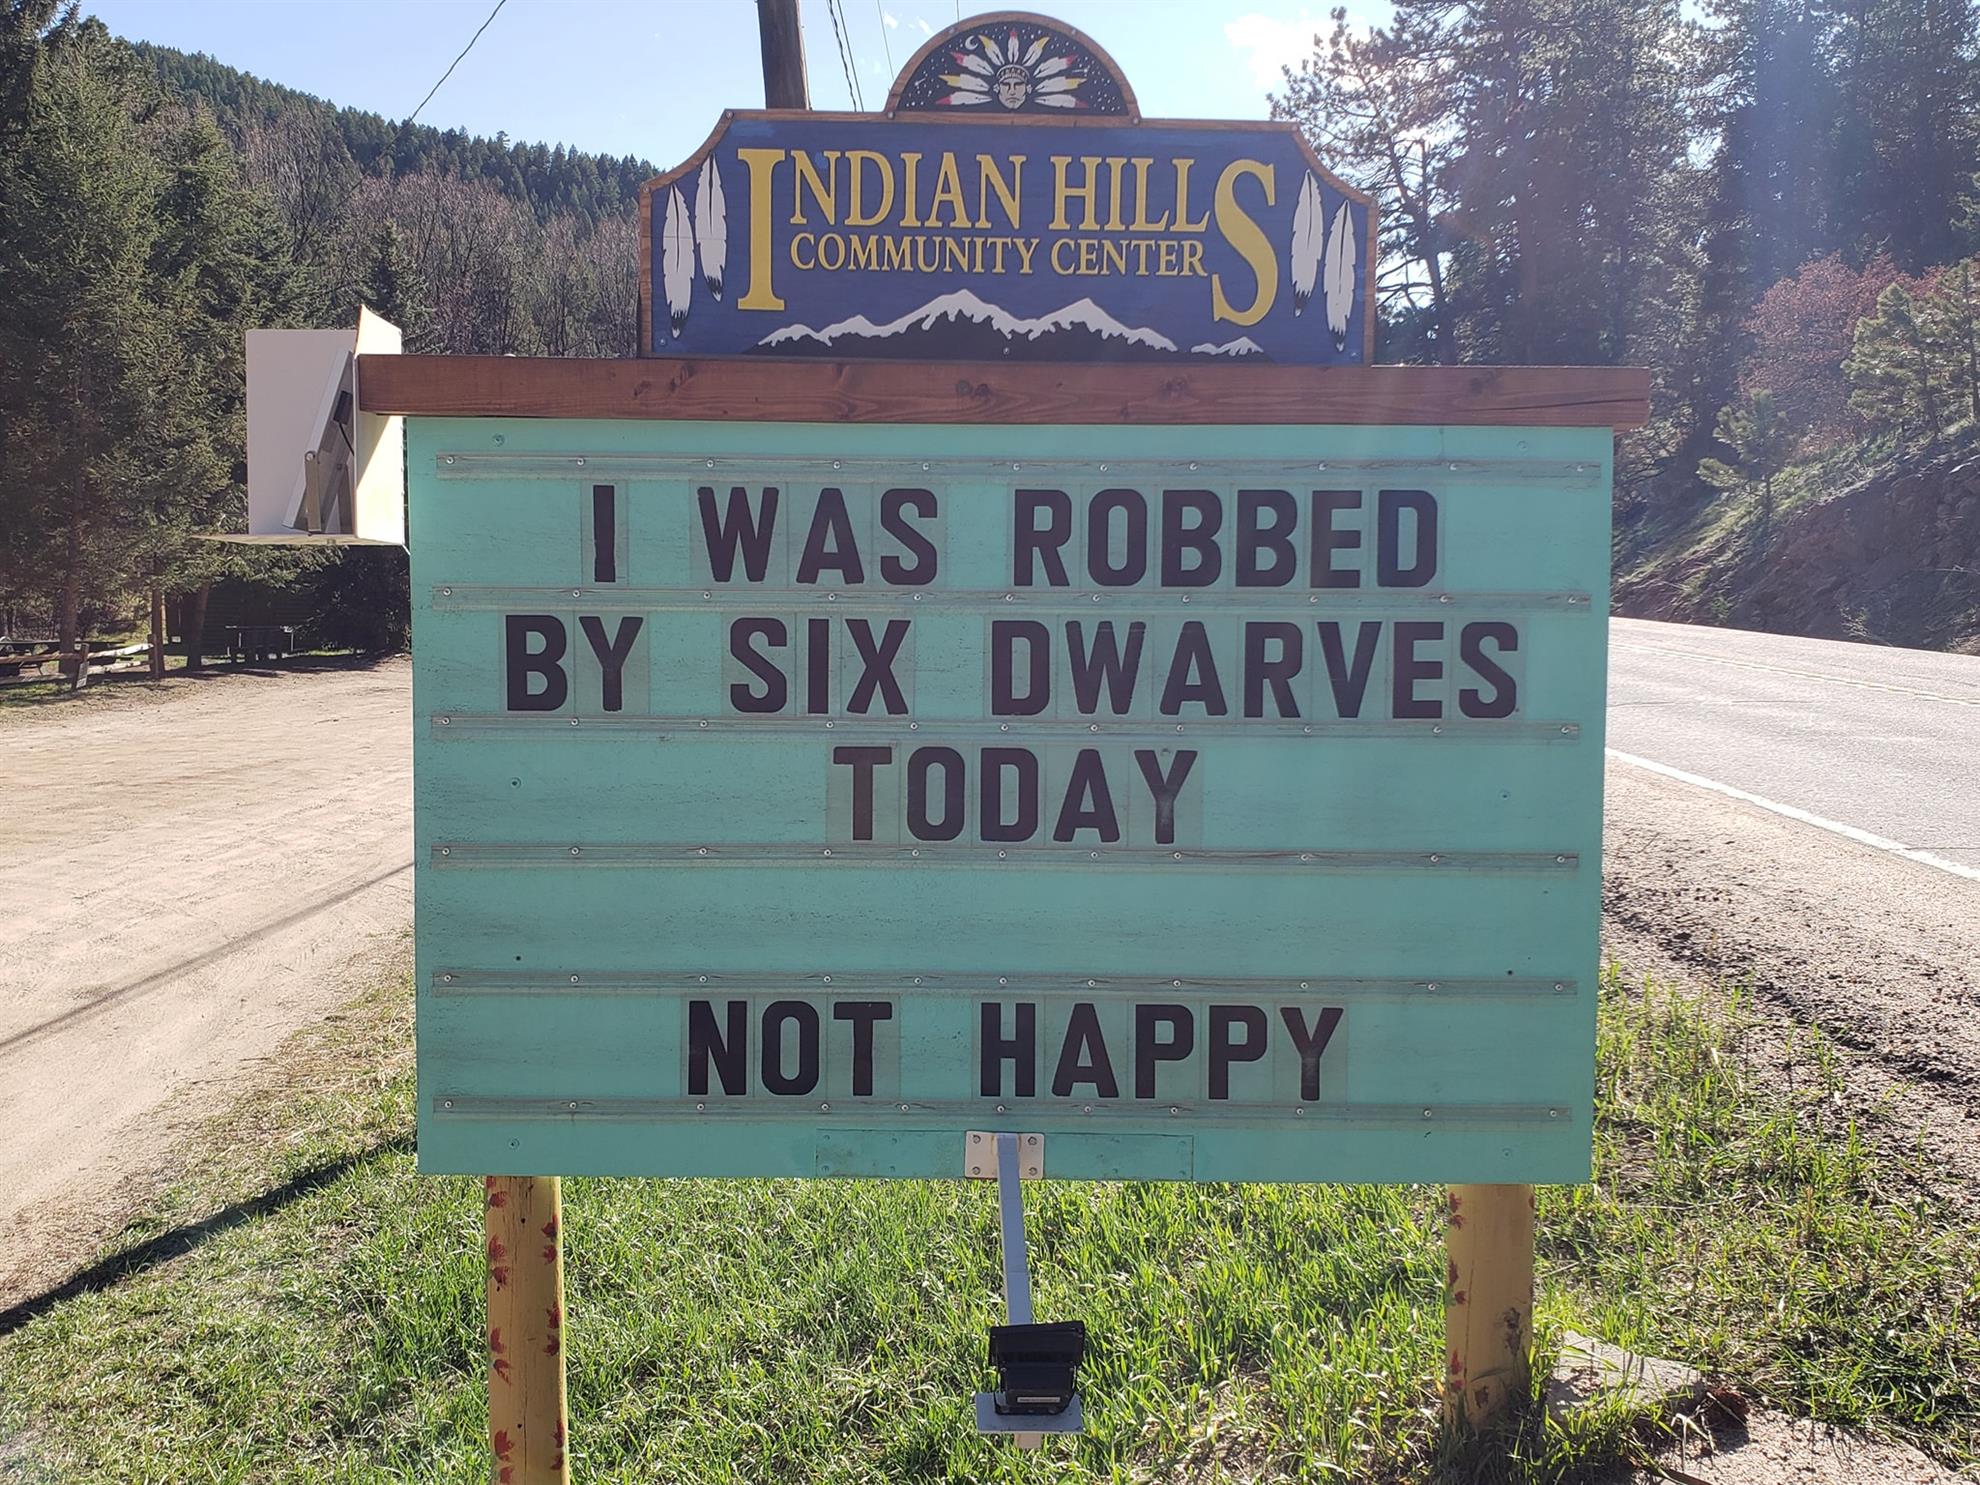 INDIAN HILLS
COMMUNITY CENTER
I WAS ROBBED
BY SIX DWARVES
TODAY
NOT HAPPY